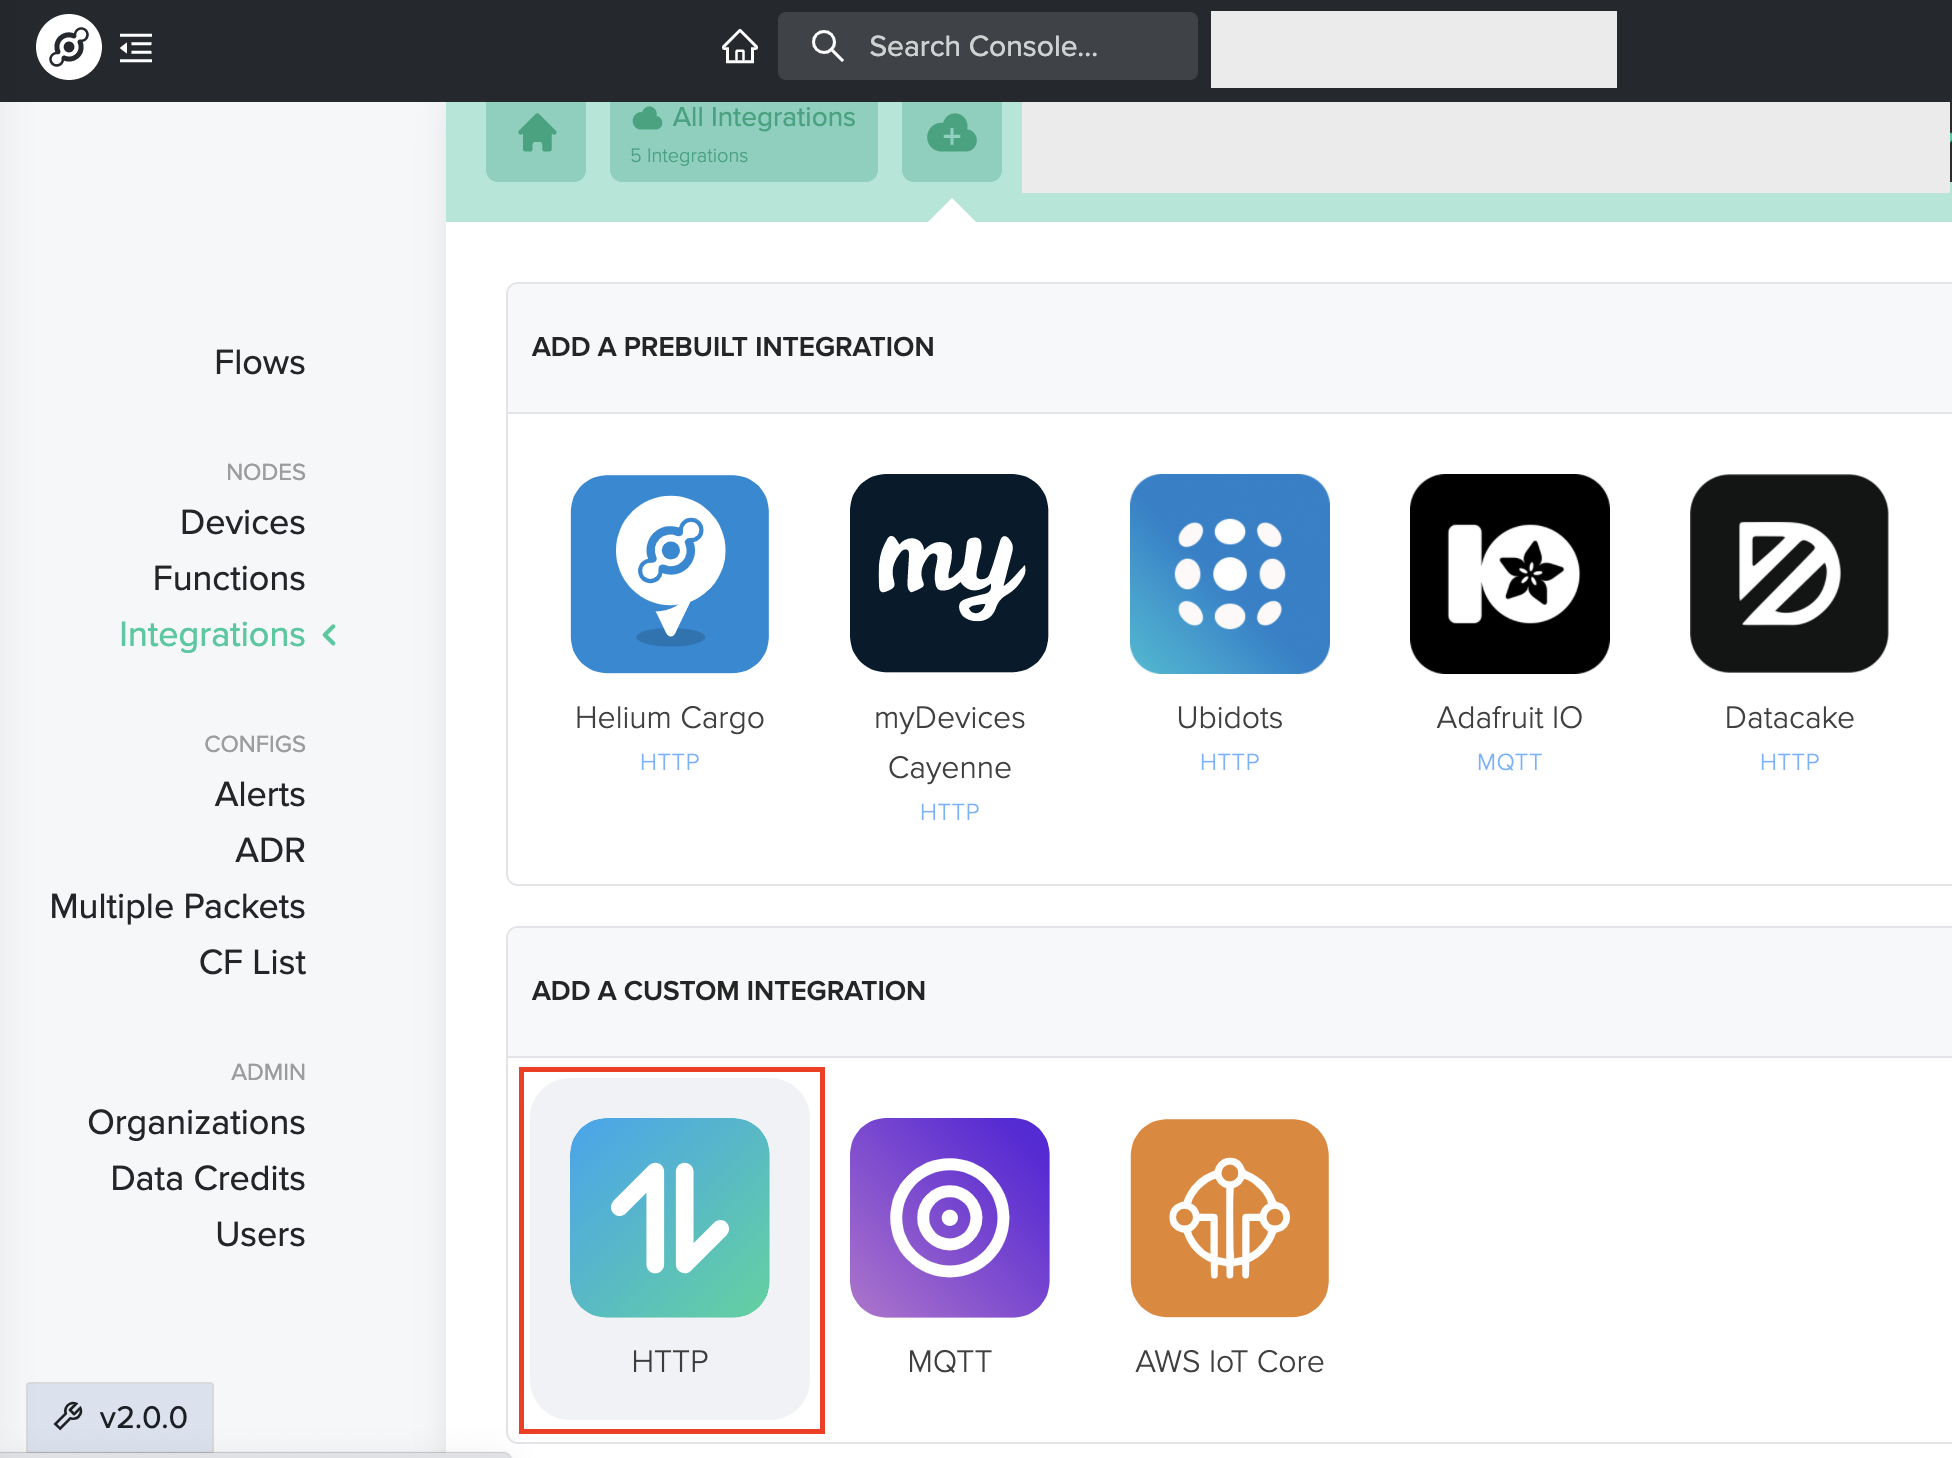 Search Console...
All Integrations
5 Integrations
Flows
NODES
Devices
Functions
Integrations
CONFIGS
Alerts
ADR
Multiple Packets
CF List
ADMIN
Organizations
Data Credits
Users
v2.0.0
ADD A PREBUILT INTEGRATION
my
IO
Helium Cargo
HTTP
myDevices
Cayenne
HTTP
Ubidots
HTTP
Adafruit IO
MQTT
Datacake
HTTP
ADD A CUSTOM INTEGRATION
HTTP
MQTT
AWS IoT Core